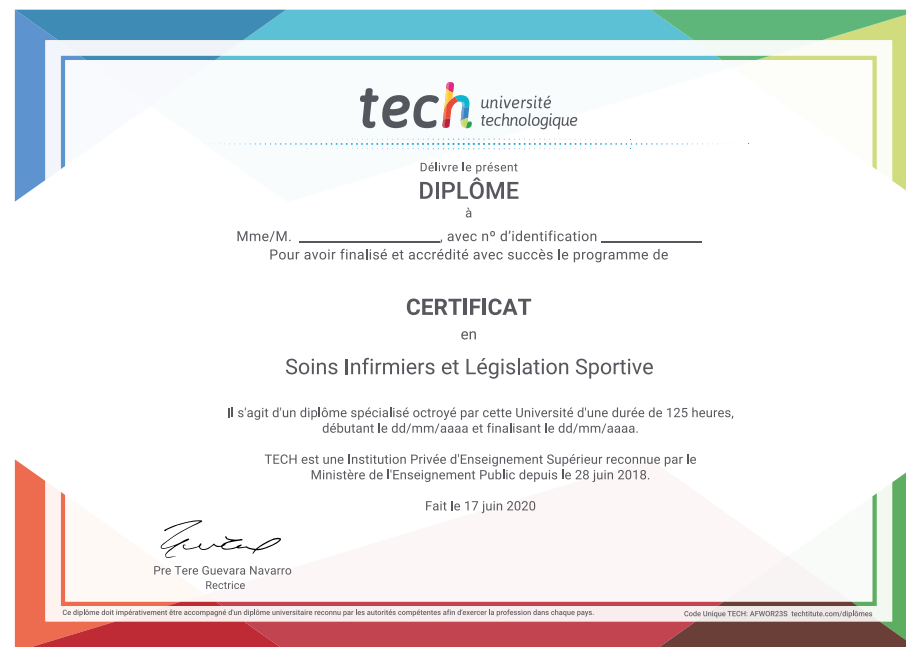 tech université
technologique
Délivre le présent
DIPLÔME
à
Mme/M. ____________________, avec nº d'identification ______________
Pour avoir finalisé et accrédité avec succès le programme de
CERTIFICAT
en
Soins Infirmiers et Législation Sportive
Il s'agit d'un diplôme spécialisé octroyé par cette Université d'une durée de 125 heures,
débutant le dd/mm/aaaa et finalisant le dd/mm/aaaa.
TECH est une Institution Privée d'Enseignement Supérieur reconnue par le
Ministère de l'Enseignement Public depuis le 28 juin 2018.
Fait le 17 juin 2020
Pre Tere Guevara Navarro
Rectrice
Ce diplôme doit impérativement être accompagné d'un diplôme universitaire reconnu par les autorités compétentes afin d'exercer la profession dans chaque pays.
Code Unique TECH: AFWOR23S techtitute.com/diplômes